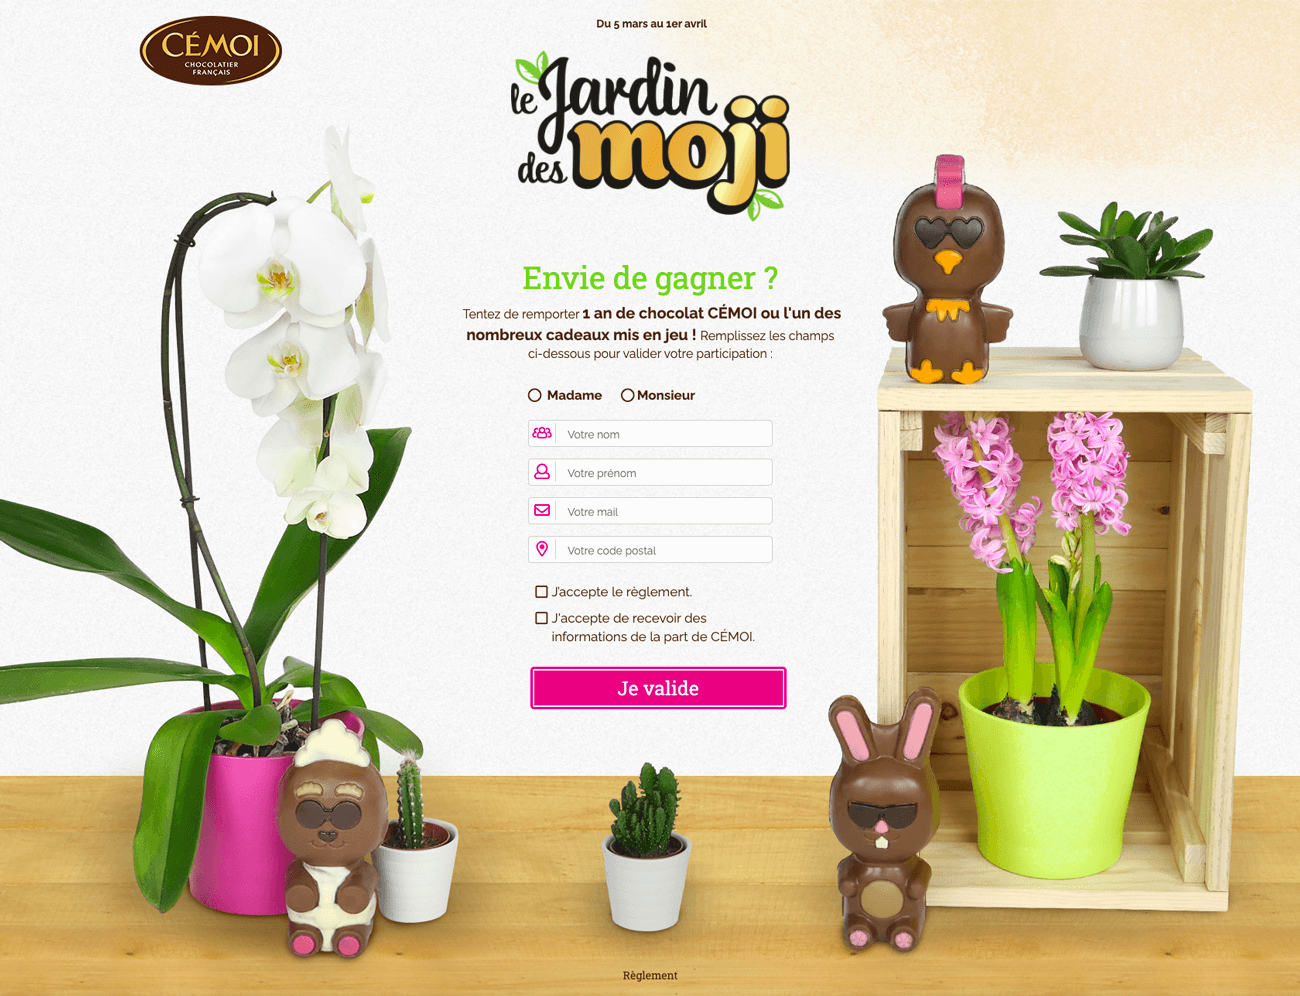 CÉMOI
CHOCOLATIER
FRANÇAIS
Du 5 mars au 1er avril
le Jardin
des moji
Envie de gagner ?
Tentez de remporter 1 an de chocolat CÉMOI ou l'un des
nombreux cadeaux mis en jeu ! Remplissez les champs
ci-dessous pour valider votre participation :
Madame Monsieur
Votre nom
Votre prénom
Votre mail
Votre code postal
J'accepte le règlement.
J'accepte de recevoir des
informations de la part de CÉMOI.
Je valide
Règlement